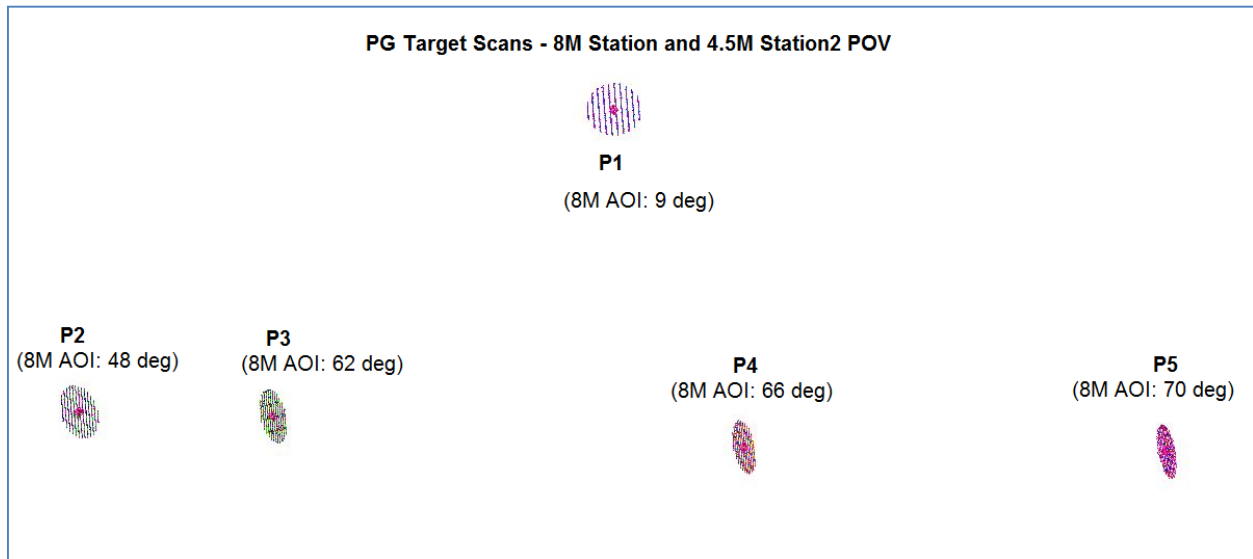 PG Target Scans - 8M Station and 4.5M Station2 POV
P1
(8M AOI: 9 deg)
P2
(8M AOI: 48 deg)
P3
(8M AOI: 62 deg)
P4
(8M AOI: 66 deg)
P5
(8M AOI: 70 deg)